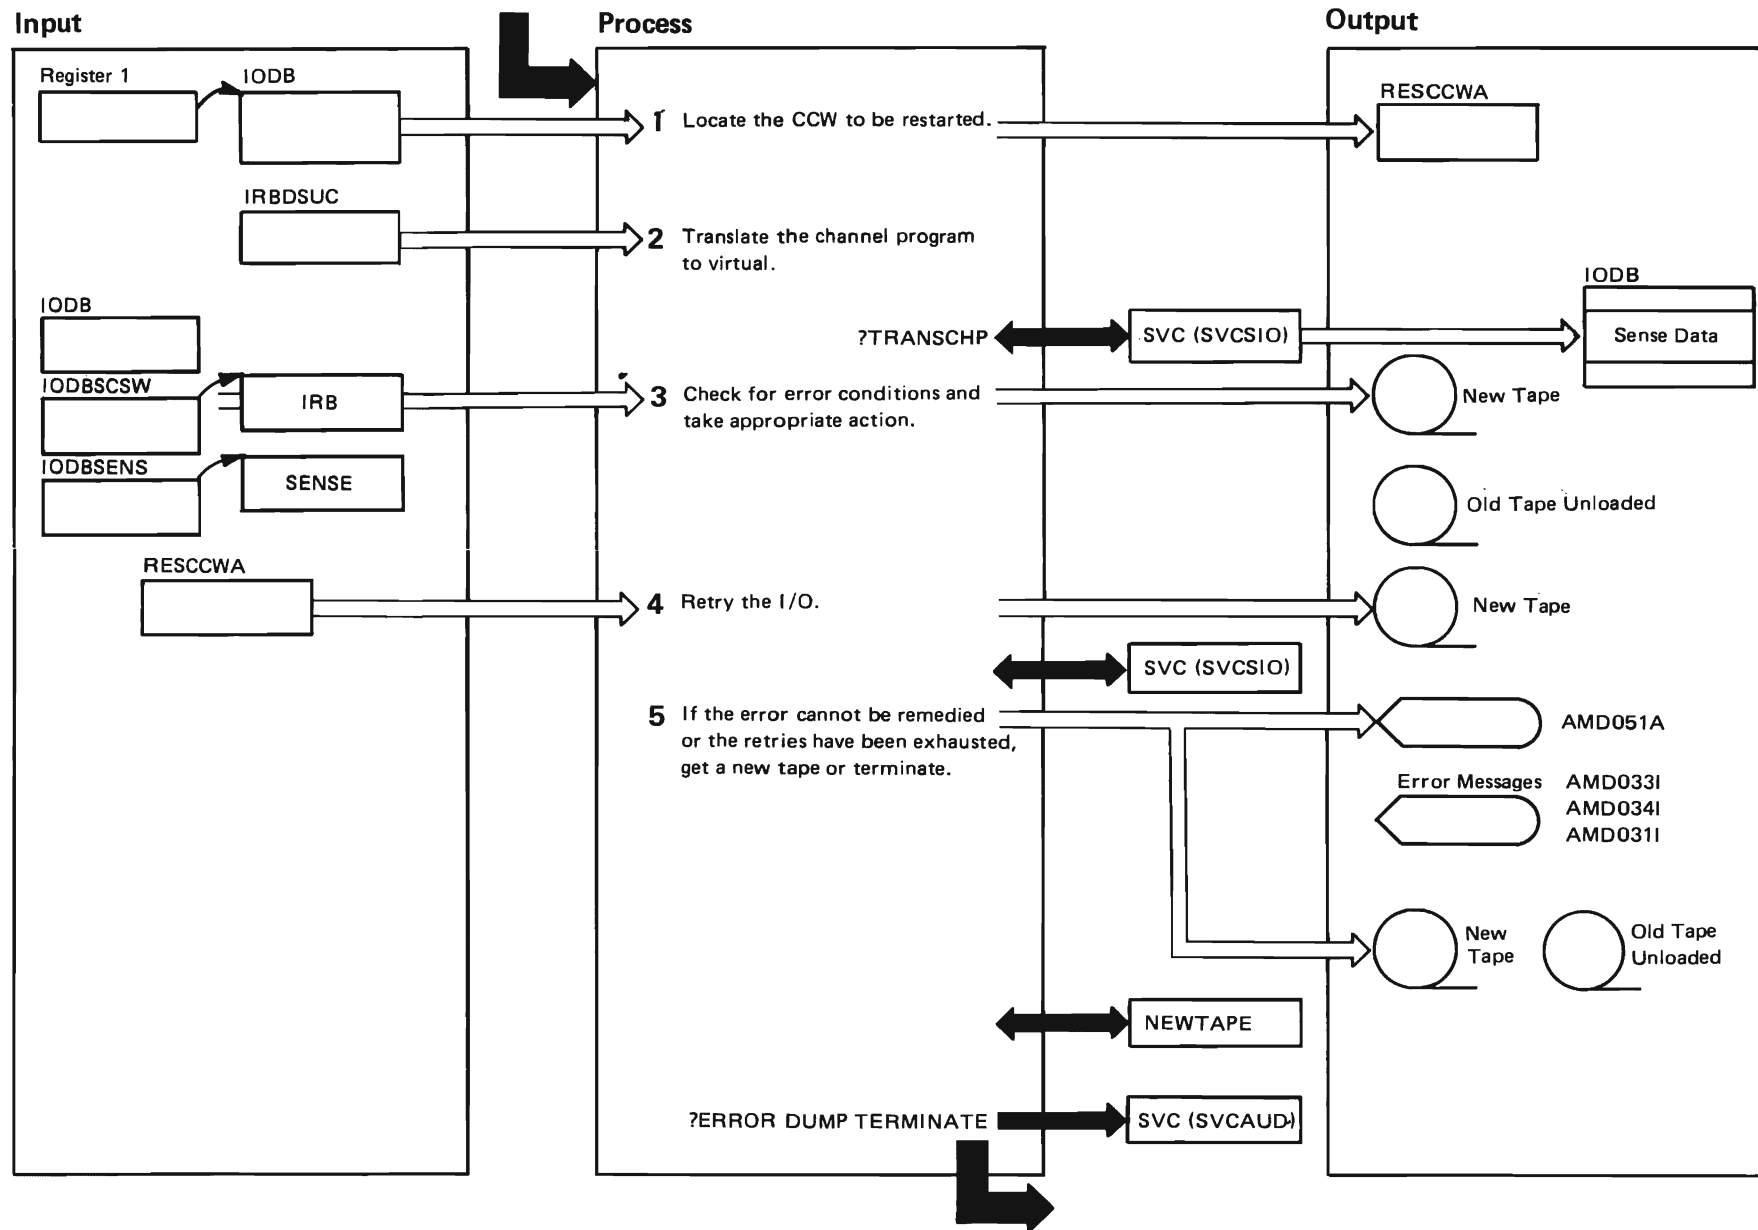 Input
Process
Output
Register 1
IODB
1 Locate the CCW to be restarted.
RESCCWA
IRBDSUC
2 Translate the channel program
to virtual.
IODB
IODB
?TRANSCHP
SVC (SVCSIO)
Sense Data
IODBSCSW
IRB
3 Check for error conditions and
take appropriate action.
New Tape
IODBSENS
SENSE
Old Tape Unloaded
RESCCWA
4 Retry the I/O.
New Tape
SVC (SVCSIO)
5 If the error cannot be remedied
or the retries have been exhausted,
get a new tape or terminate.
AMD051A
Error Messages AMD033I
AMD034I
AMD031I
New
Tape
Old Tape
Unloaded
NEWTAPE
?ERROR DUMP TERMINATE
SVC (SVCAUD)